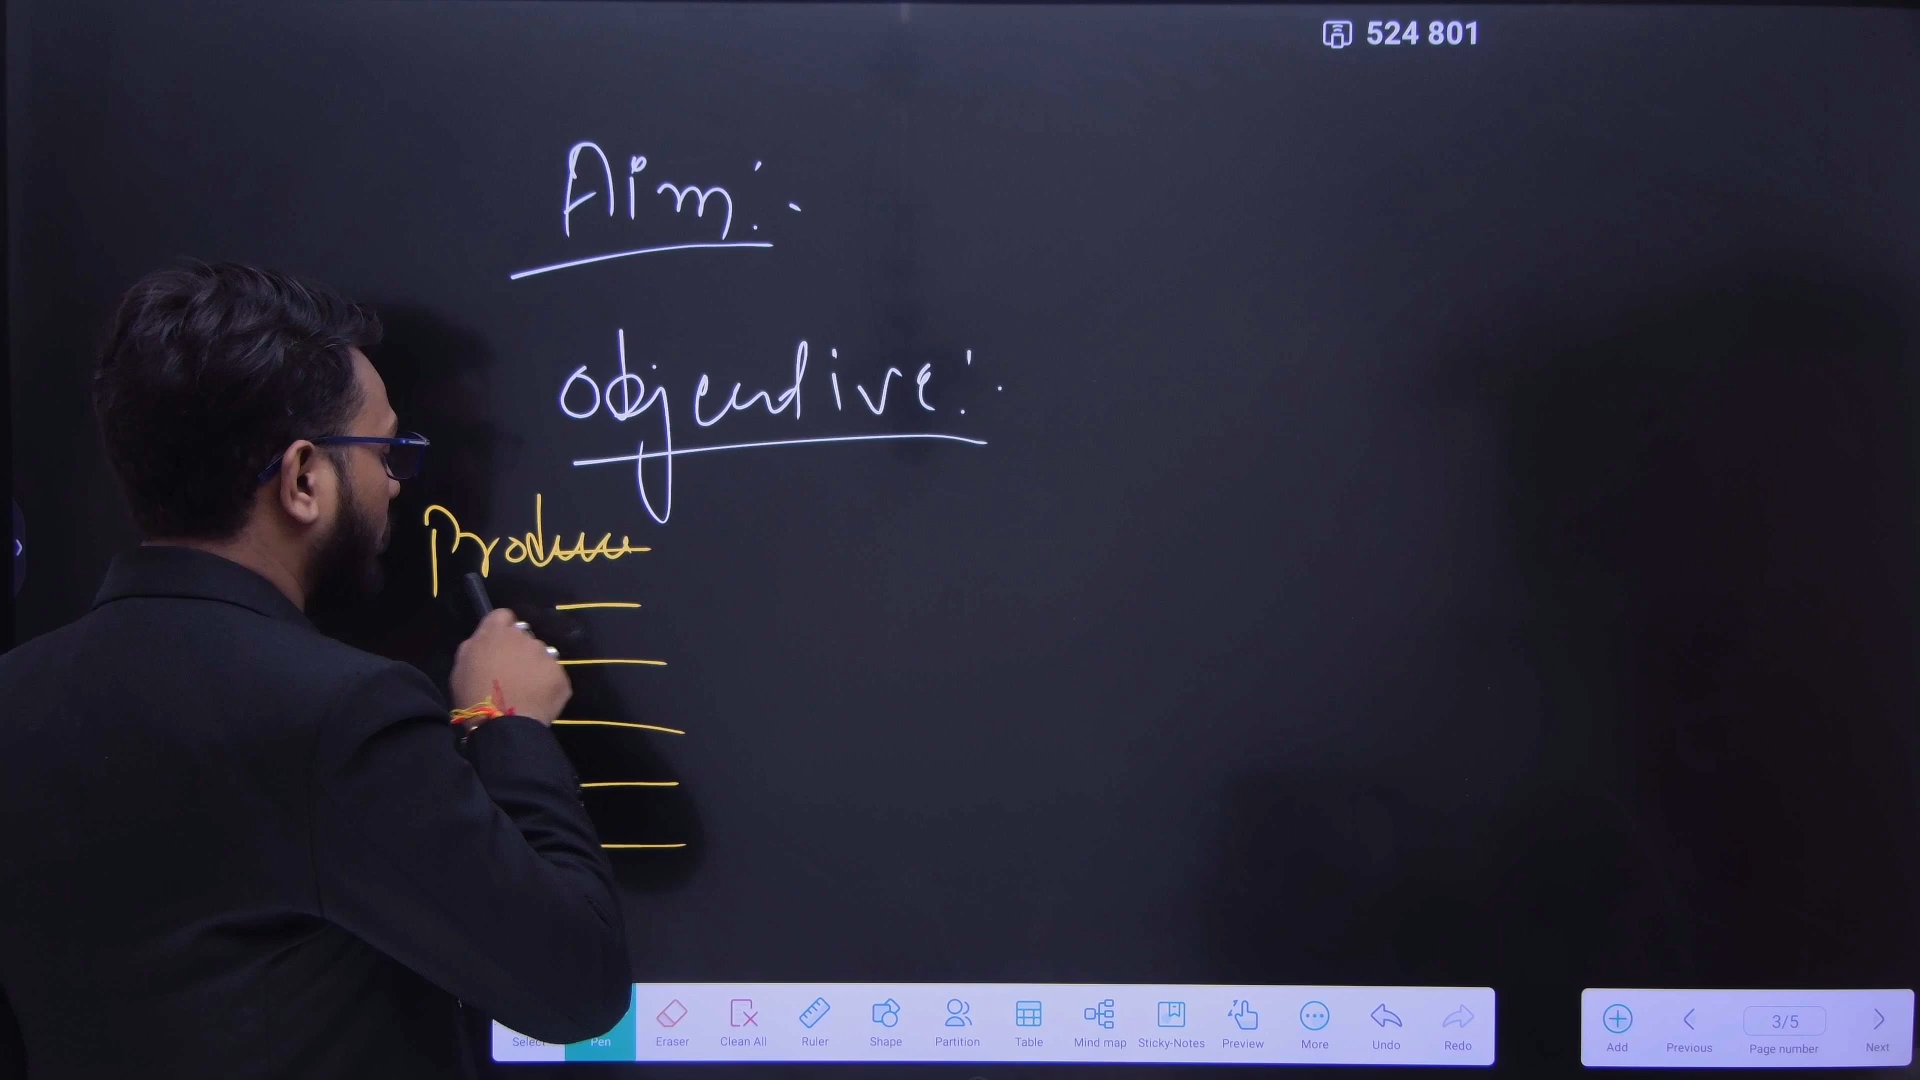 524 801
Aim:-
objective:-
Select
Pen
Eraser
Clean All
Ruler
Shape
Partition
Table
Mind map
Sticky-Notes
Preview
More
Undo
Redo
Add
Previous
3/5
Page number
Next